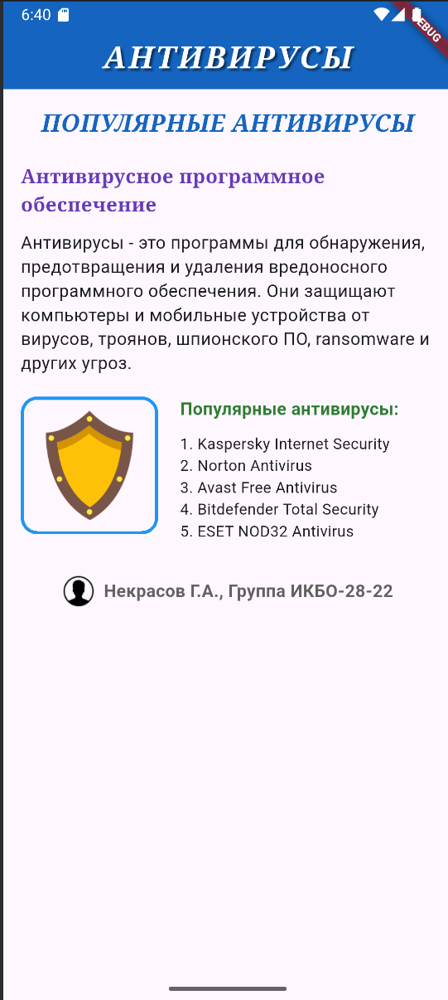 6:40
DEBUG
АНТИВИРУСЫ
ПОПУЛЯРНЫЕ АНТИВИРУСЫ
Антивирусное программное
обеспечение
Антивирусы - это программы для обнаружения,
предотвращения и удаления вредоносного
программного обеспечения. Они защищают
компьютеры и мобильные устройства от
вирусов, троянов, шпионского ПО, ransomware и
других угроз.
Популярные антивирусы:
1. Kaspersky Internet Security
2. Norton Antivirus
3. Avast Free Antivirus
4. Bitdefender Total Security
5. ESET NOD32 Antivirus
Некрасов Г.А., Группа ИКБО-28-22